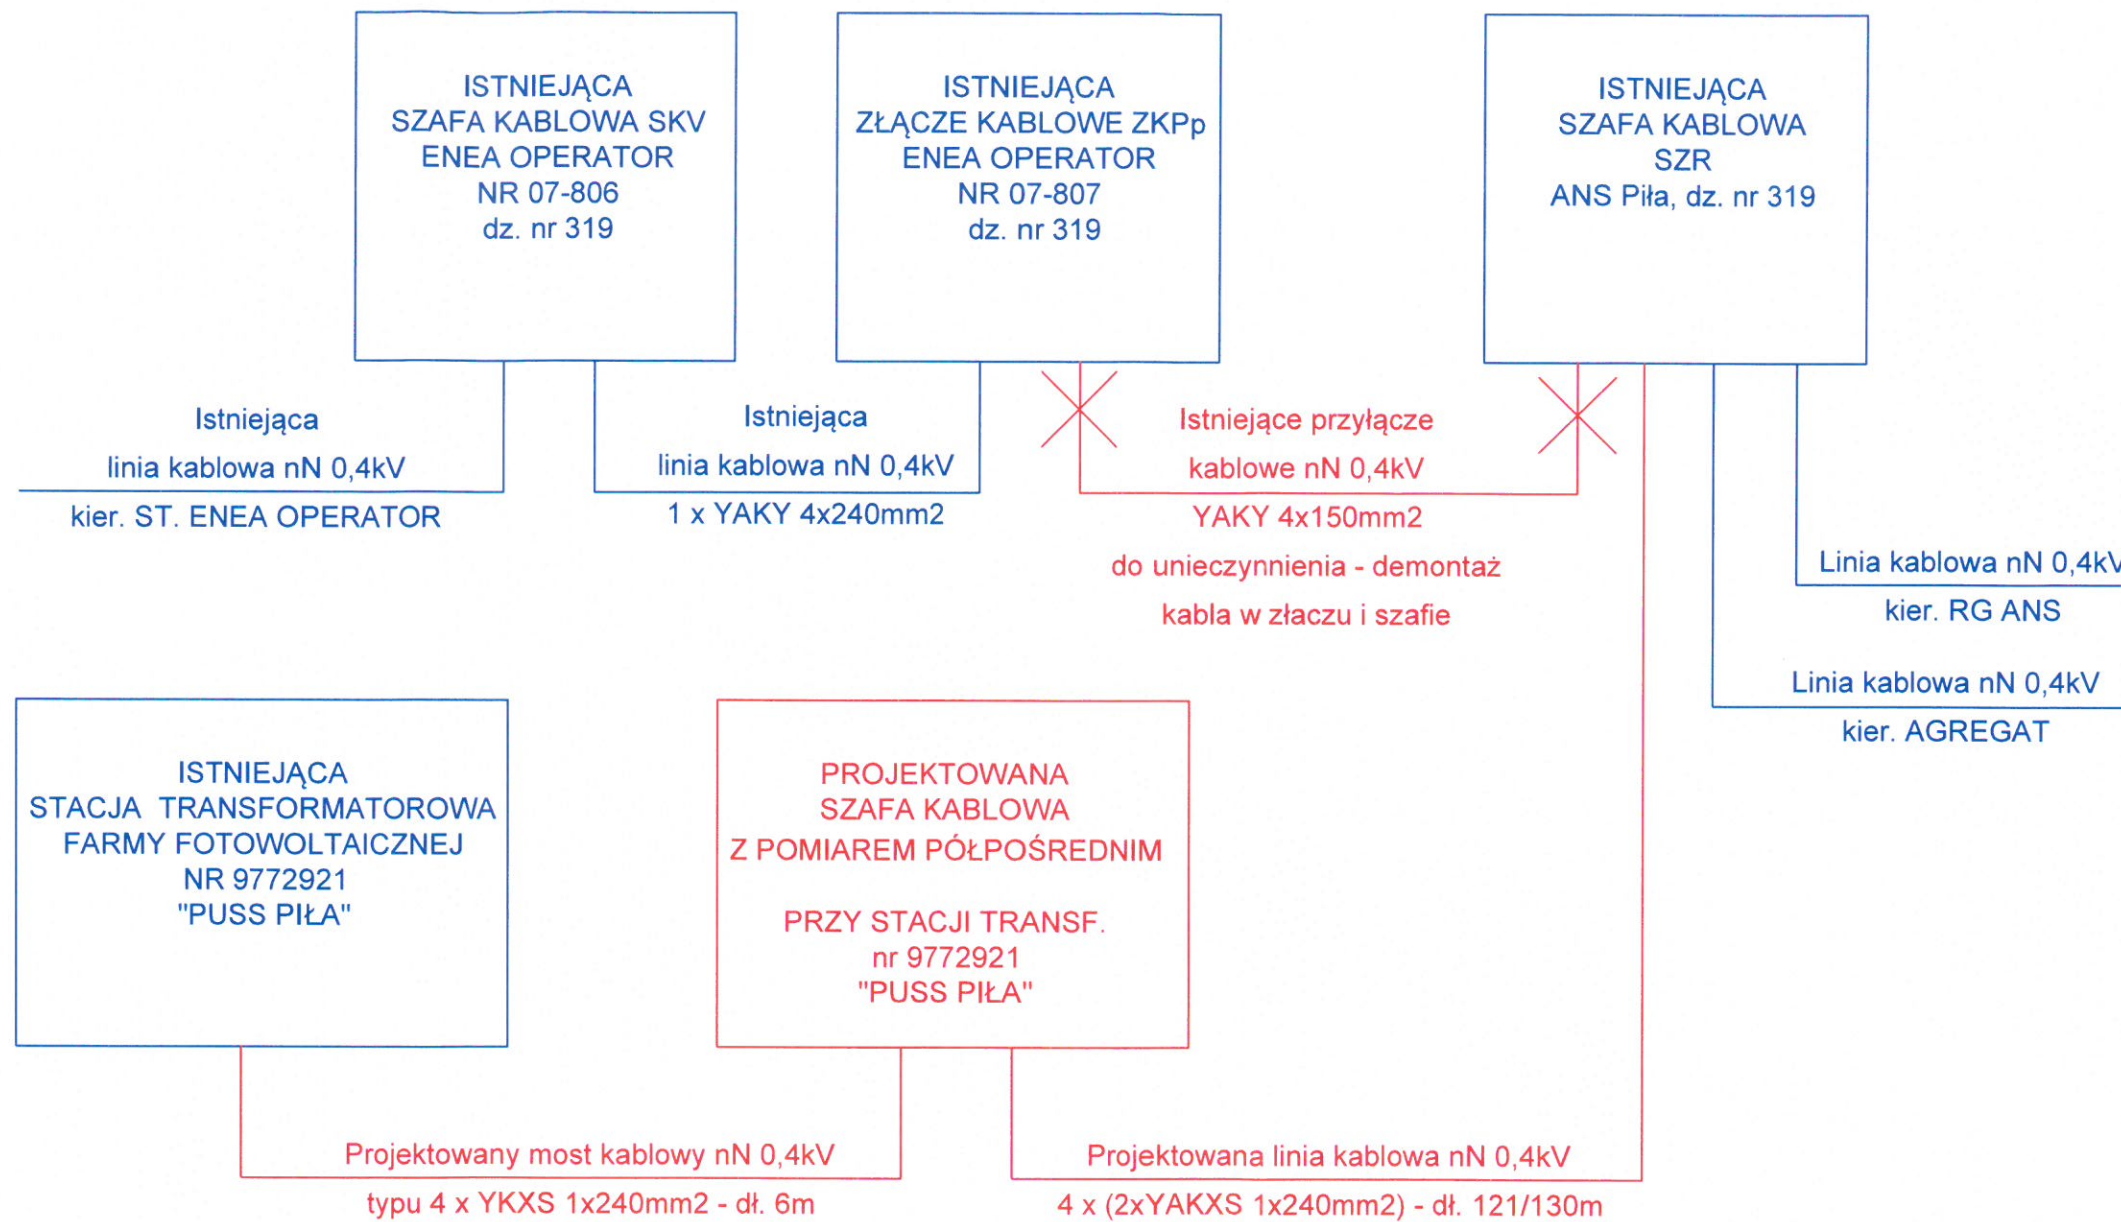 ISTNIEJĄCA
SZAFA KABLOWA SKV
ENEA OPERATOR
NR 07-806
dz. nr 319
ISTNIEJĄCA
ZŁĄCZE KABLOWE ZKPp
ENEA OPERATOR
NR 07-807
dz. nr 319
ISTNIEJĄCA
SZAFA KABLOWA
SZR
ANS Piła, dz. nr 319
Istniejąca
linia kablowa nN 0,4kV
kier. ST. ENEA OPERATOR
Istniejąca
linia kablowa nN 0,4kV
1 x YAKY 4x240mm2
Istniejące przyłącze
kablowe nN 0,4kV
YAKY 4x150mm2
do unieczynnienia - demontaż
kabla w złaczu i szafie
Linia kablowa nN 0,4kV
kier. RG ANS
Linia kablowa nN 0,4kV
kier. AGREGAT
ISTNIEJĄCA
STACJA TRANSFORMATOROWA
FARMY FOTOWOLTAICZNEJ
NR 9772921
"PUSS PIŁA"
PROJEKTOWANA
SZAFA KABLOWA
Z POMIAREM PÓŁPOŚREDNIM
PRZY STACJI TRANSF.
nr 9772921
"PUSS PIŁA"
Projektowany most kablowy nN 0,4kV
typu 4 x YKXS 1x240mm2 - dł. 6m
Projektowana linia kablowa nN 0,4kV
4 x (2xYAKXS 1x240mm2) - dł. 121/130m